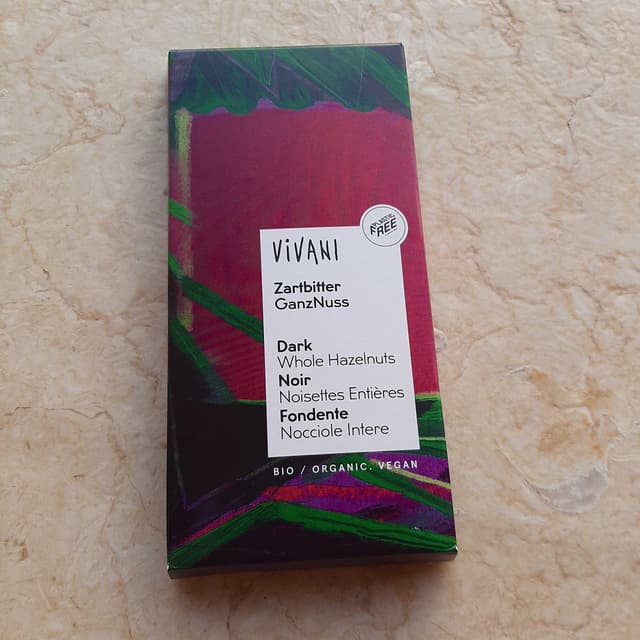 PLASTIC
FREE
ViVANI
Zartbitter
GanzNuss
Dark
Whole Hazelnuts
Noir
Noisettes Entières
Fondente
Nocciole Intere
BIO / ORGANIC. VEGAN